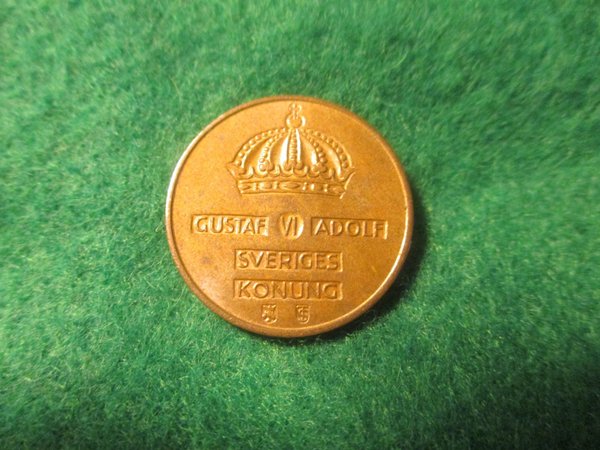 GUSTAF VI ADOLF
SVERIGES
KONUNG